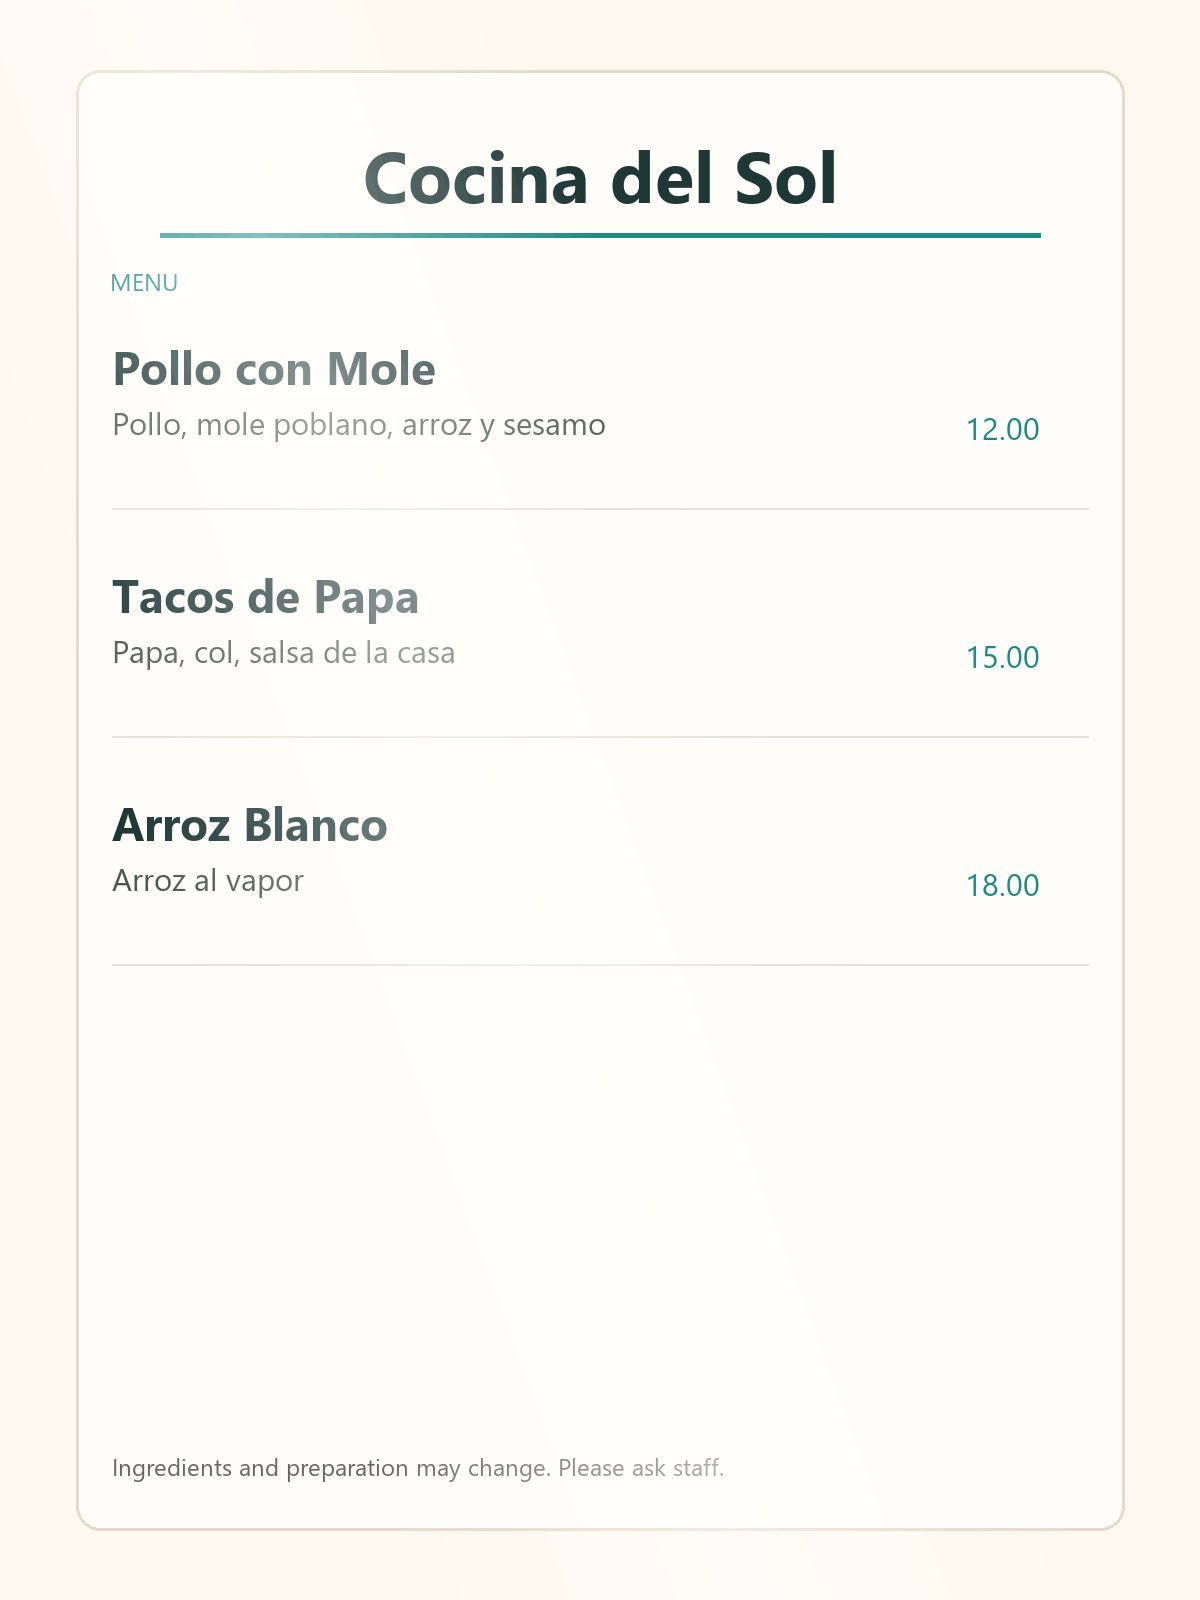 Cocina del Sol
MENU
Pollo con Mole
Pollo, mole poblano, arroz y sesamo
12.00
Tacos de Papa
Papa, col, salsa de la casa
15.00
Arroz Blanco
Arroz al vapor
18.00
Ingredients and preparation may change. Please ask staff.